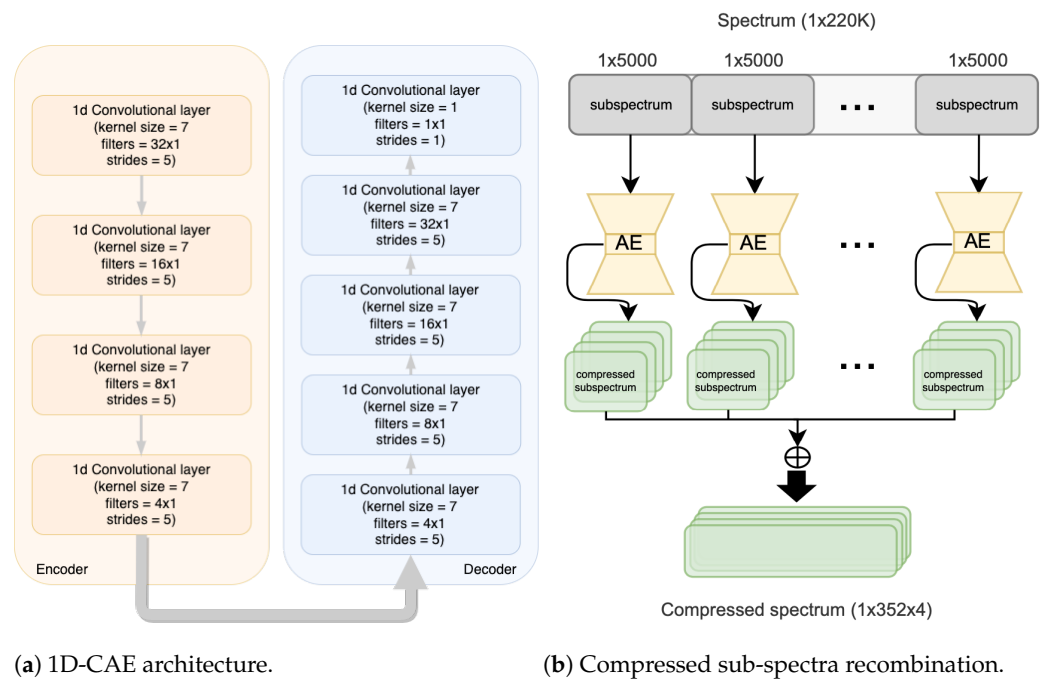 1d Convolutional layer
(kernel size = 7
filters = 32x1
strides = 5)
1d Convolutional layer
(kernel size = 7
filters = 16x1
strides = 5)
1d Convolutional layer
(kernel size = 7
filters = 8x1
strides = 5)
1d Convolutional layer
(kernel size = 7
filters = 4x1
strides = 5)
Encoder
1d Convolutional layer
(kernel size = 1
filters = 1x1
strides = 1)
1d Convolutional layer
(kernel size = 7
filters = 32x1
strides = 5)
1d Convolutional layer
(kernel size = 7
filters = 16x1
strides = 5)
1d Convolutional layer
(kernel size = 7
filters = 8x1
strides = 5)
1d Convolutional layer
(kernel size = 7
filters = 4x1
strides = 5)
Decoder
(a) 1D-CAE architecture.
Spectrum (1x220K)
1x5000 1x5000 1x5000
subspectrum subspectrum ... subspectrum
AE AE ... AE
compressed compressed ... compressed
subspectrum subspectrum subspectrum
Compressed spectrum (1x352x4)
(b) Compressed sub-spectra recombination.